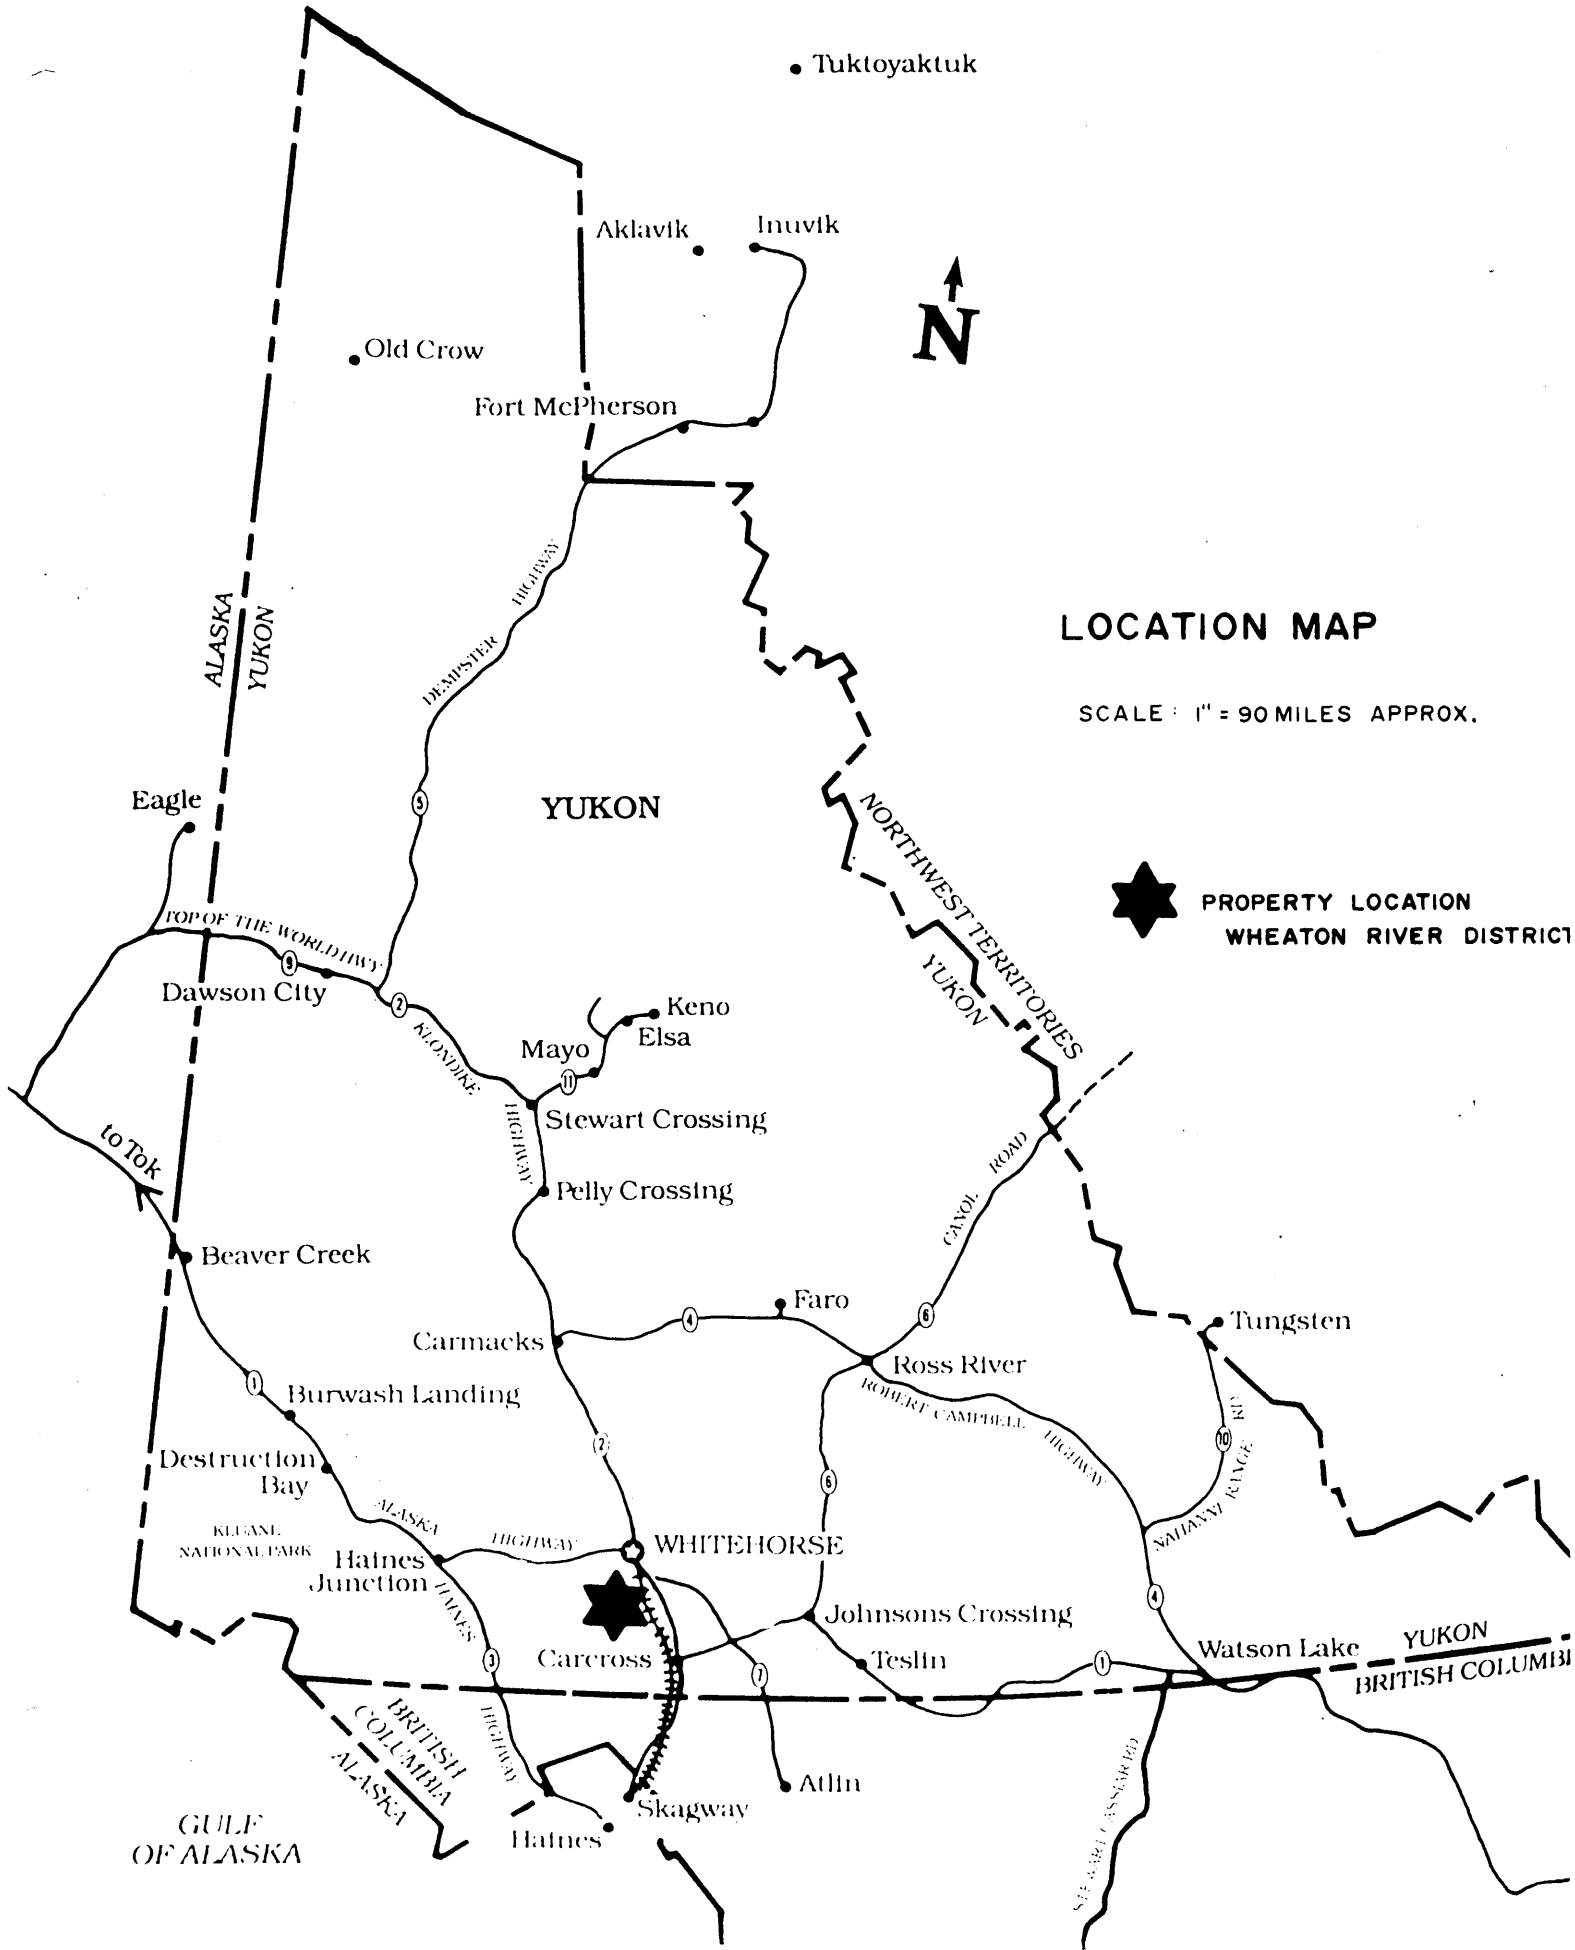 Tuktoyaktuk
Aklavik
Inuvik
N
Old Crow
Fort McPherson
DEMPSTER HIGHWAY
ALASKA
YUKON
LOCATION MAP
SCALE: 1" = 90 MILES APPROX.
Eagle
5
YUKON
NORTHWEST TERRITORIES
YUKON
PROPERTY LOCATION
WHEATON RIVER DISTRICT
TOP OF THE WORLD HWY
9
Dawson City
2
KLONDIKE HIGHWAY
Keno
Elsa
Mayo
11
Stewart Crossing
to Tok
Pelly Crossing
CANOL ROAD
Beaver Creek
Faro
4
6
Tungsten
Carmacks
Ross River
1
Burwash Landing
ROBERT CAMPBELL HIGHWAY
2
10
NAHANNI RANGE RD
Destruction
Bay
6
ALASKA HIGHWAY
KLUANE
NATIONAL PARK
Haines
Junction
WHITEHORSE
HAINES HIGHWAY
3
4
Johnsons Crossing
Carcross
Teslin
7
1
Watson Lake
YUKON
BRITISH COLUMBI
BRITISH
COLUMBIA
ALASKA
STEWART CASSIAR RD
Atlin
Skagway
Haines
GULF
OF ALASKA